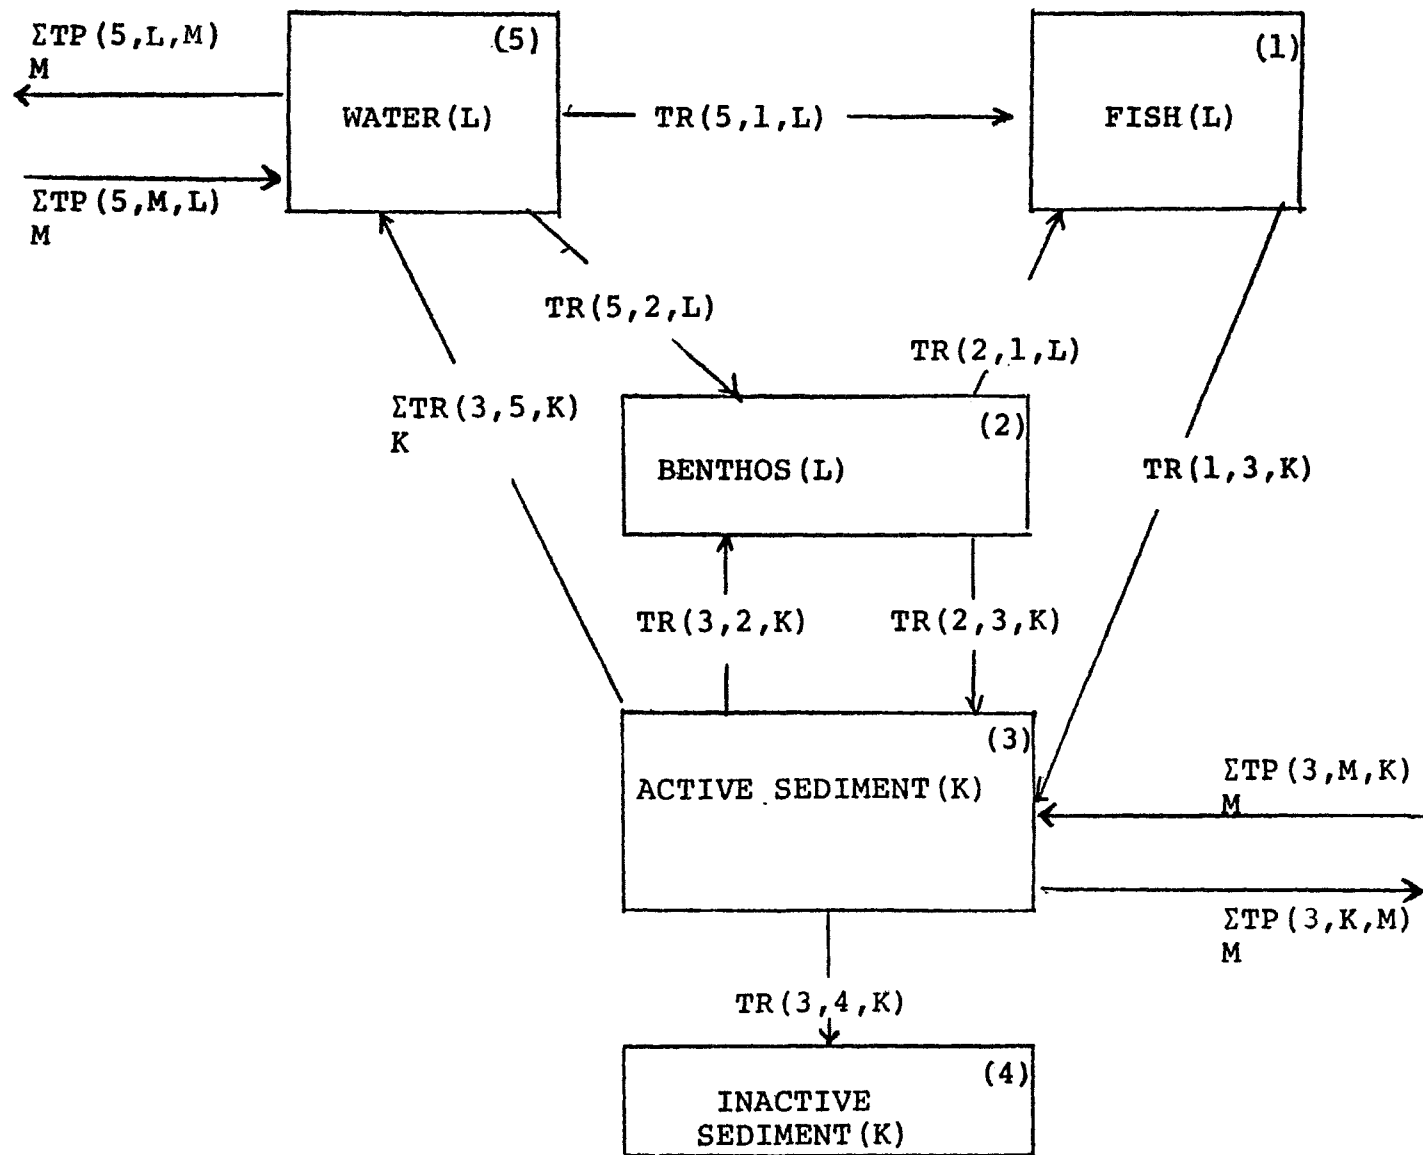 ΣTP(5,L,M)
M
(5)
(1)
WATER(L)
TR(5,1,L)
FISH(L)
ΣTP(5,M,L)
M
TR(5,2,L)
TR(2,1,L)
ΣTR(3,5,K)
K
(2)
BENTHOS(L)
TR(1,3,K)
TR(3,2,K)
TR(2,3,K)
(3)
ACTIVE SEDIMENT(K)
ΣTP(3,M,K)
M
ΣTP(3,K,M)
M
TR(3,4,K)
(4)
INACTIVE
SEDIMENT(K)